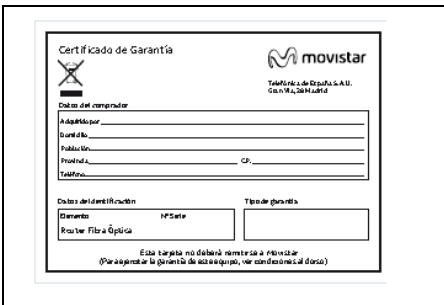 Certificado de Garantía
movistar
Telefónica de España S.A.U.
Gran Vía, 28 Madrid
Datos del comprador
Adquirido por
Domicilio
Población
Provincia C.P.
Teléfono
Datos de identificación
Elemento Nº Serie
Router Fibra Óptica
Tipo de garantía
Esta tarjeta no deberá remitirse a Movistar
(Para ejercitar la garantía de este equipo, ver condiciones al dorso)